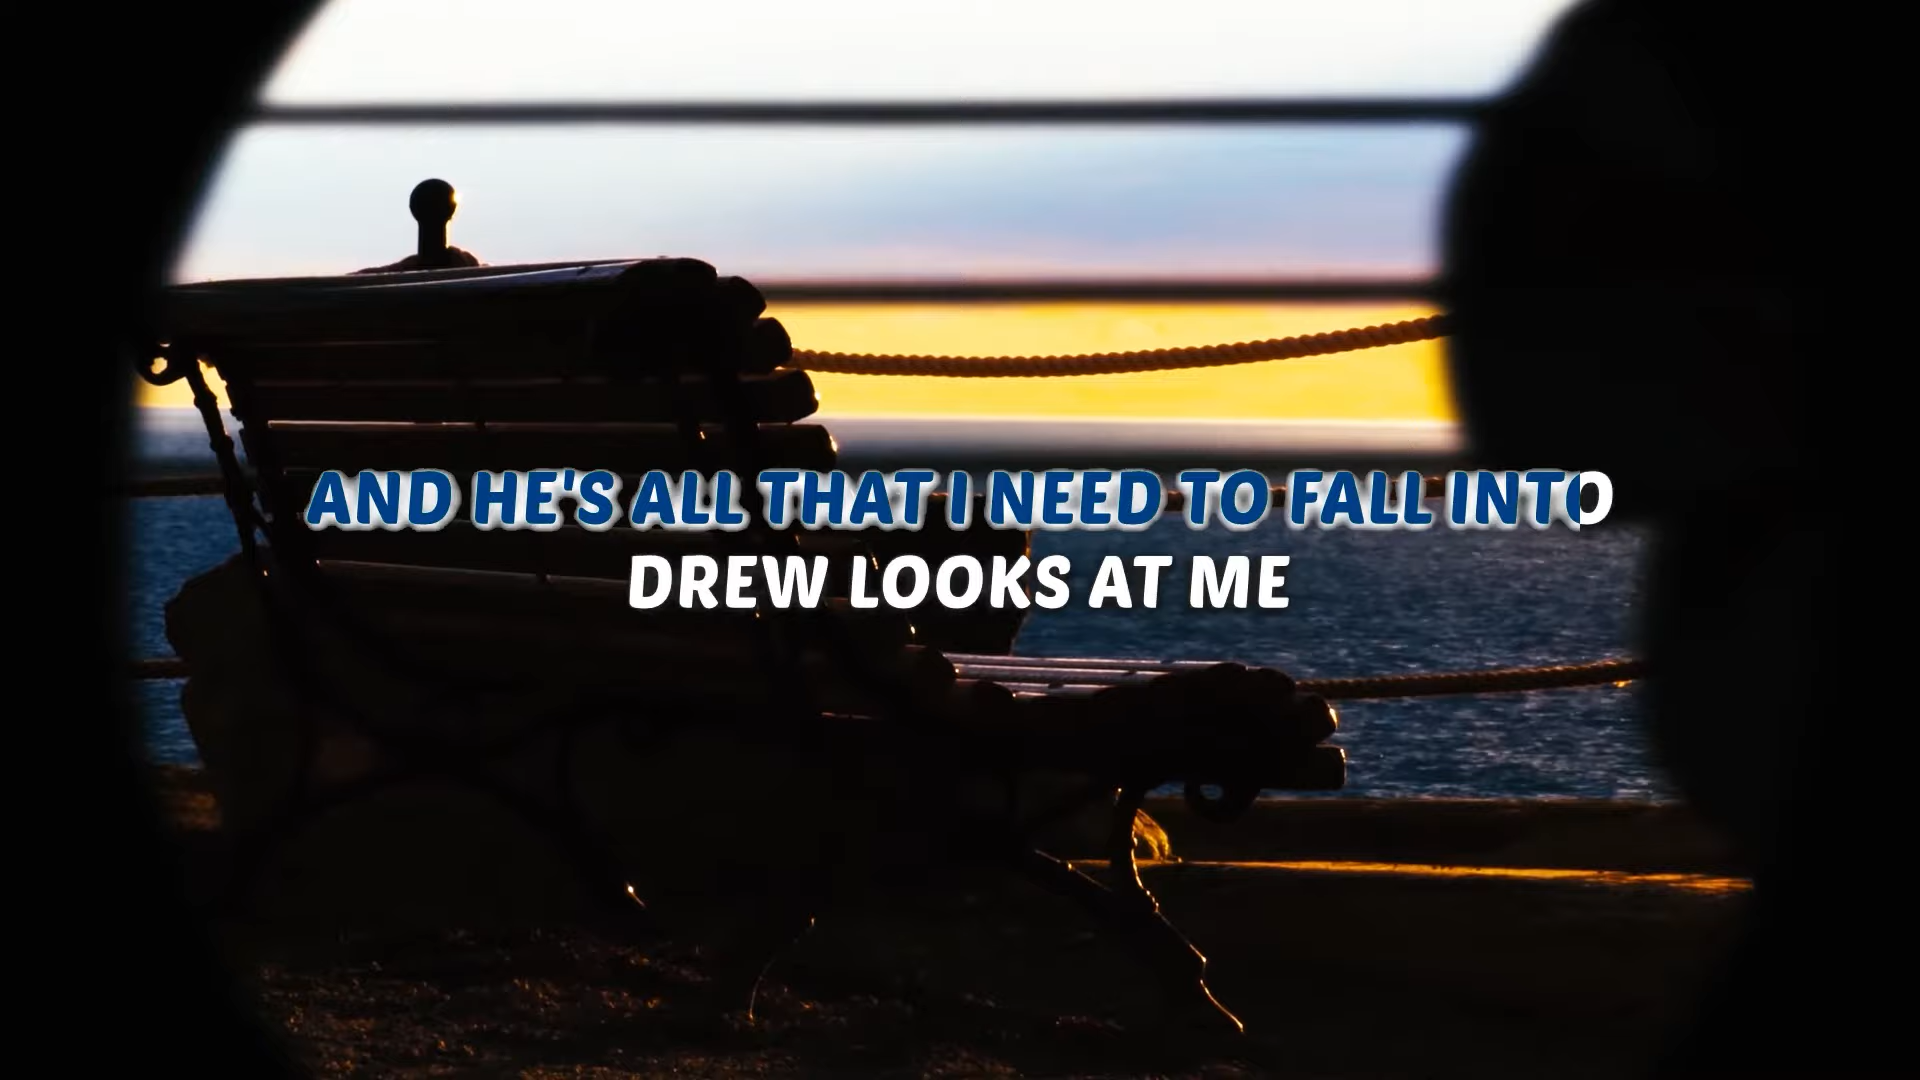 AND HE'S ALL THAT I NEED TO FALL INTO
DREW LOOKS AT ME